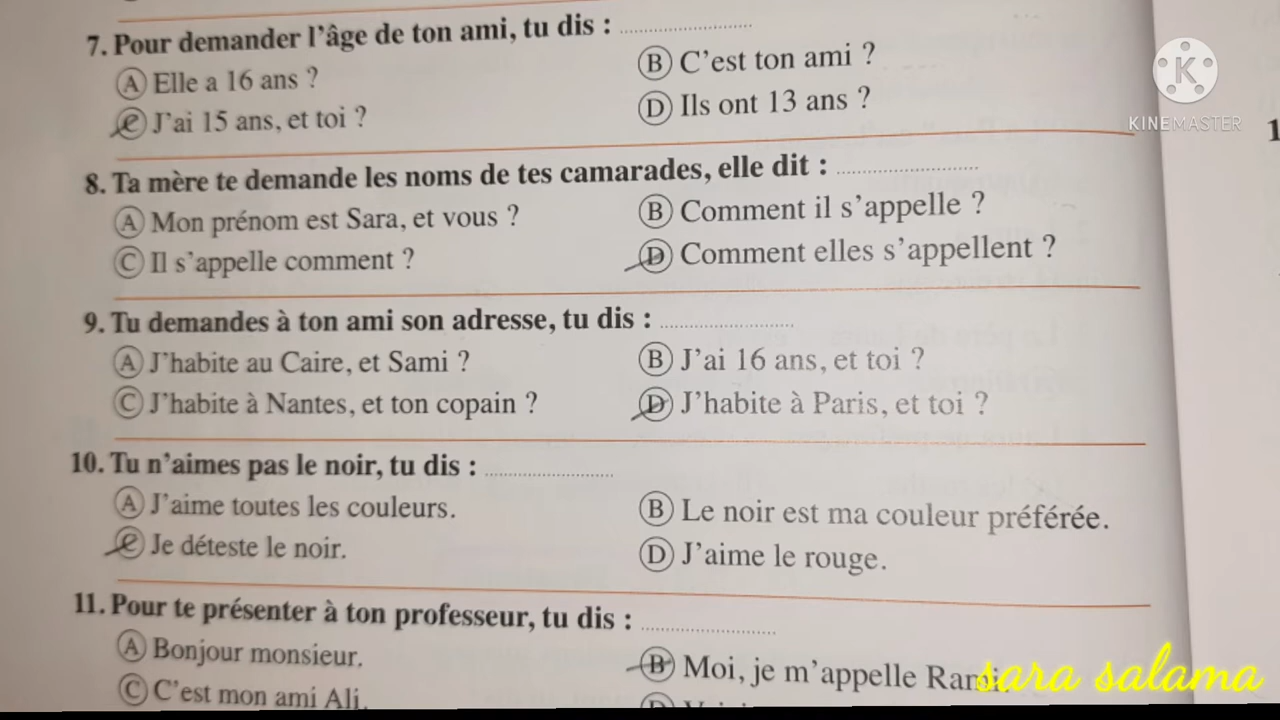 7. Pour demander l'âge de ton ami, tu dis : ........................
A Elle a 16 ans ?
B C'est ton ami ?
C J'ai 15 ans, et toi ?
D Ils ont 13 ans ?
KINEMASTER
1
8. Ta mère te demande les noms de tes camarades, elle dit : ........................
A Mon prénom est Sara, et vous ?
B Comment il s'appelle ?
C Il s'appelle comment ?
D Comment elles s'appellent ?
9. Tu demandes à ton ami son adresse, tu dis : ........................
A J'habite au Caire, et Sami ?
B J'ai 16 ans, et toi ?
C J'habite à Nantes, et ton copain ?
D J'habite à Paris, et toi ?
10. Tu n'aimes pas le noir, tu dis : ........................
A J'aime toutes les couleurs.
B Le noir est ma couleur préférée.
C Je déteste le noir.
D J'aime le rouge.
11. Pour te présenter à ton professeur, tu dis : ........................
A Bonjour monsieur.
B Moi, je m'appelle
C C'est mon ami Ali.
D
sara salama